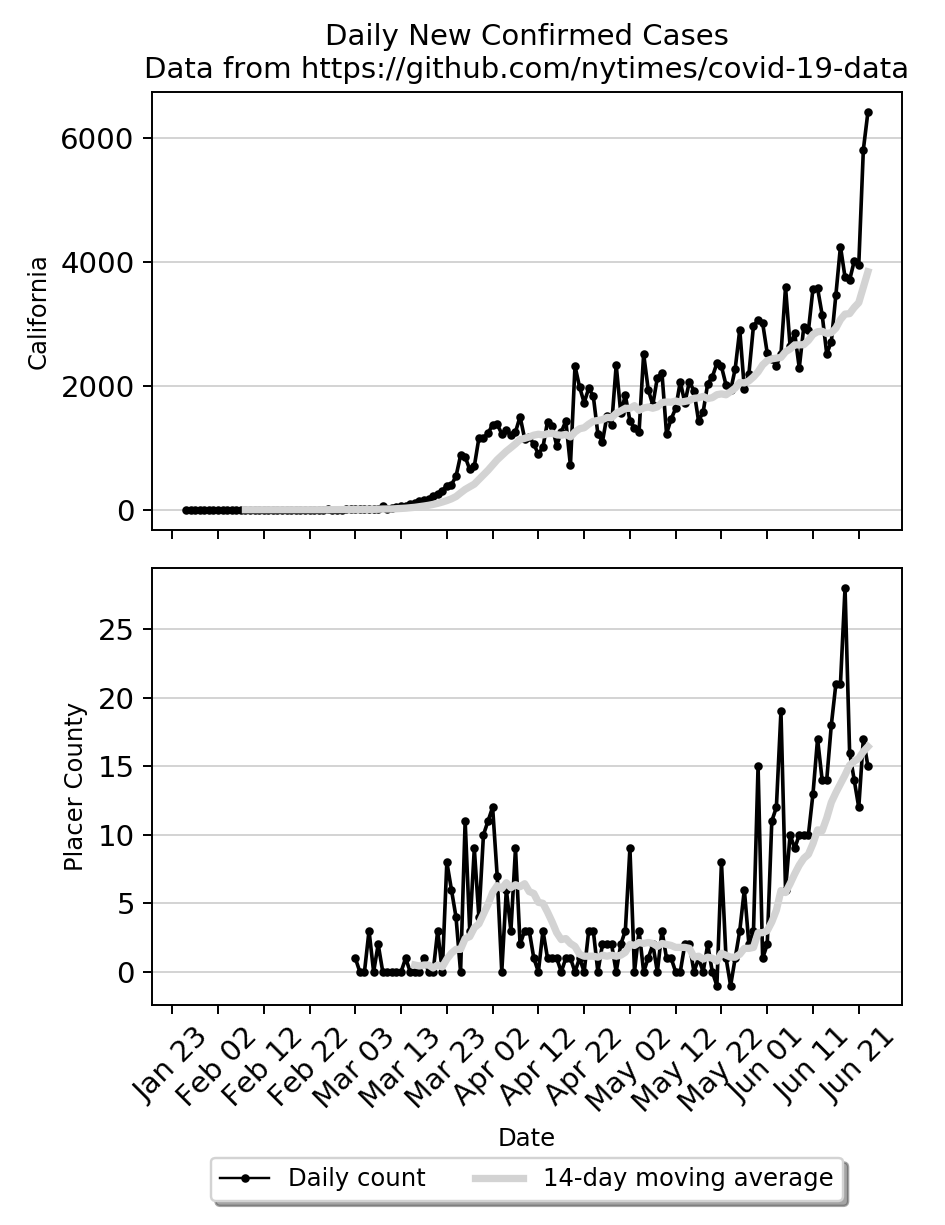 Daily New Confirmed Cases
Data from https://github.com/nytimes/covid-19-data
6000
4000
2000
0
California
25
20
15
10
5
0
Placer County
Jan 23
Feb 02
Feb 12
Feb 22
Mar 03
Mar 13
Mar 23
Apr 02
Apr 12
Apr 22
May 02
May 12
May 22
Jun 01
Jun 11
Jun 21
Date
Daily count
14-day moving average